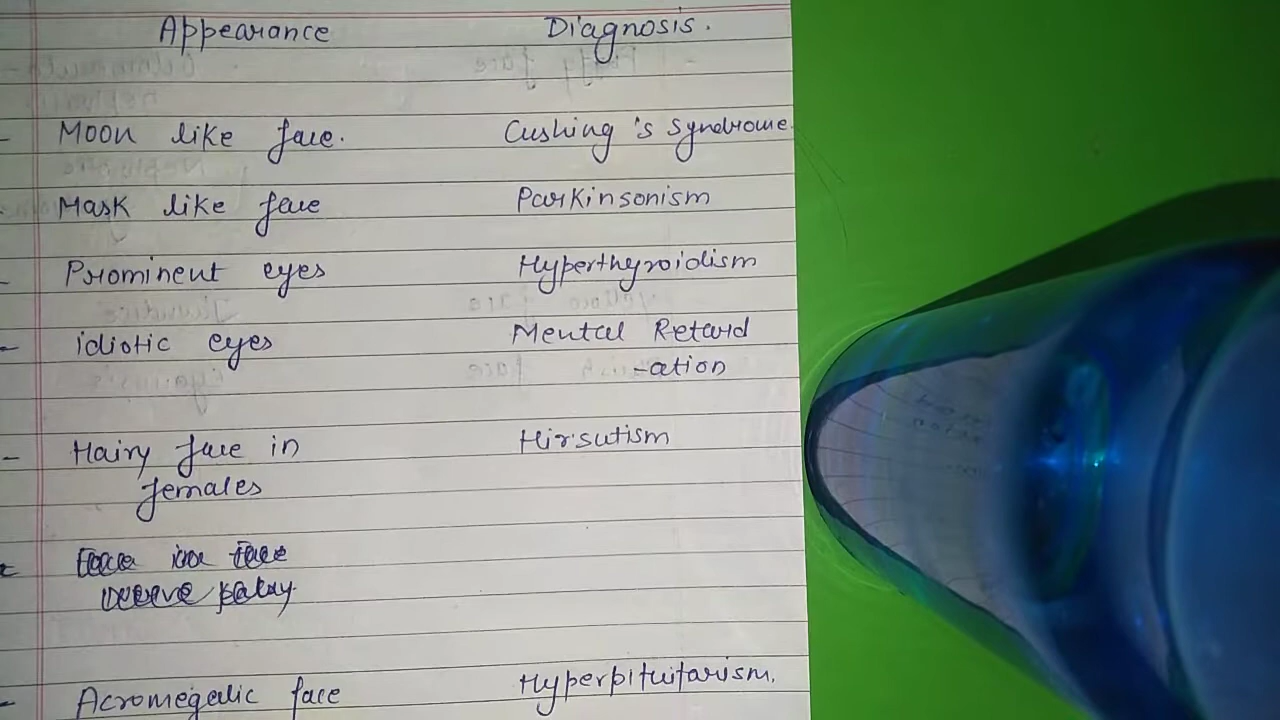 Appearance Diagnosis.
- Moon like face. Cushing's Syndrome.
- Mask like face Parkinsonism
- Prominent eyes Hyperthyroidism
- idiotic eyes Mental Retard
-ation
- Hairy face in Hirsutism
females
- Acromegalic face Hyperpituitarism.